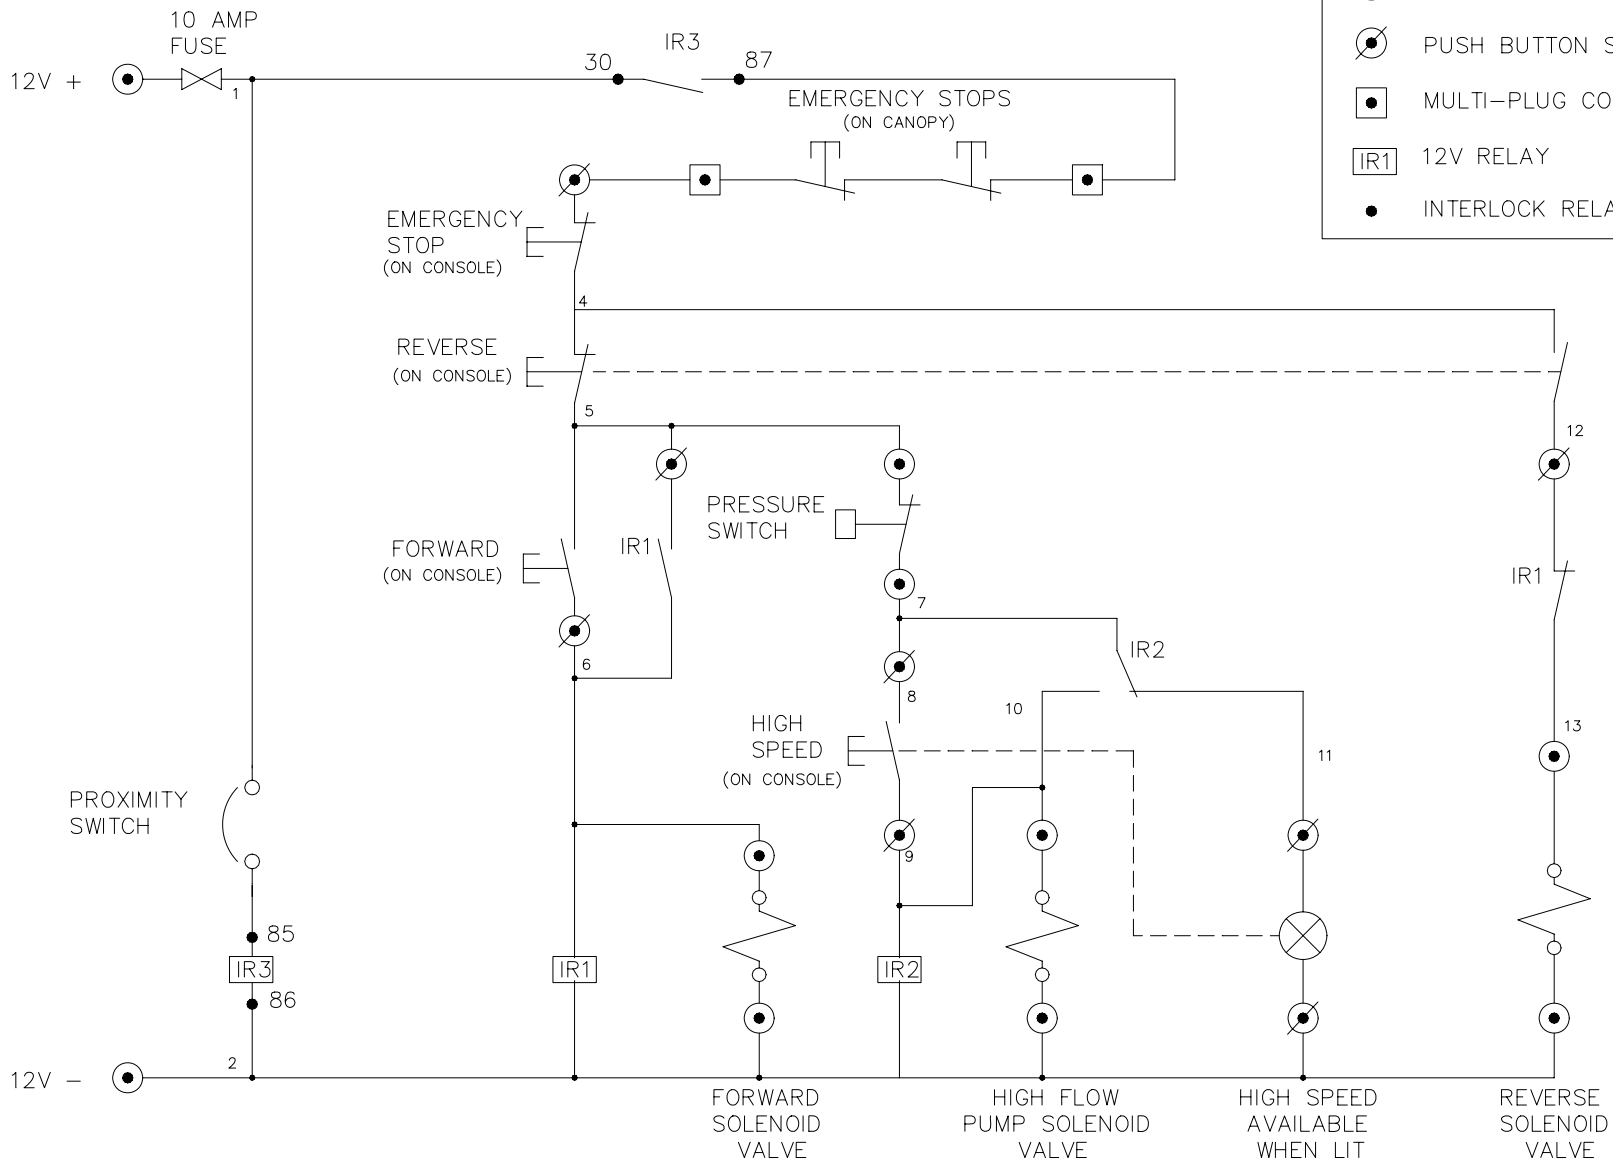 10 AMP
FUSE
12V +
1
30
IR3
87
EMERGENCY STOPS
(ON CANOPY)
PUSH BUTTON
MULTI-PLUG
IR1
12V RELAY
INTERLOCK
EMERGENCY
STOP
(ON CONSOLE)
4
REVERSE
(ON CONSOLE)
5
12
PRESSURE
SWITCH
FORWARD
(ON CONSOLE)
IR1
IR1
7
6
IR2
8
10
HIGH
SPEED
(ON CONSOLE)
11
13
PROXIMITY
SWITCH
9
85
IR3
86
IR1
IR2
2
12V -
FORWARD
SOLENOID
VALVE
HIGH FLOW
PUMP SOLENOID
VALVE
HIGH SPEED
AVAILABLE
WHEN LIT
REVERSE
SOLENOID
VALVE